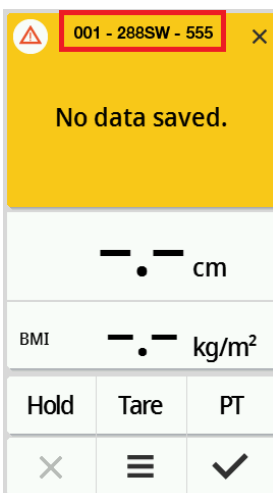 001 - 288SW - 555
No data saved.
-.- cm
BMI -.- kg/m²
Hold Tare PT